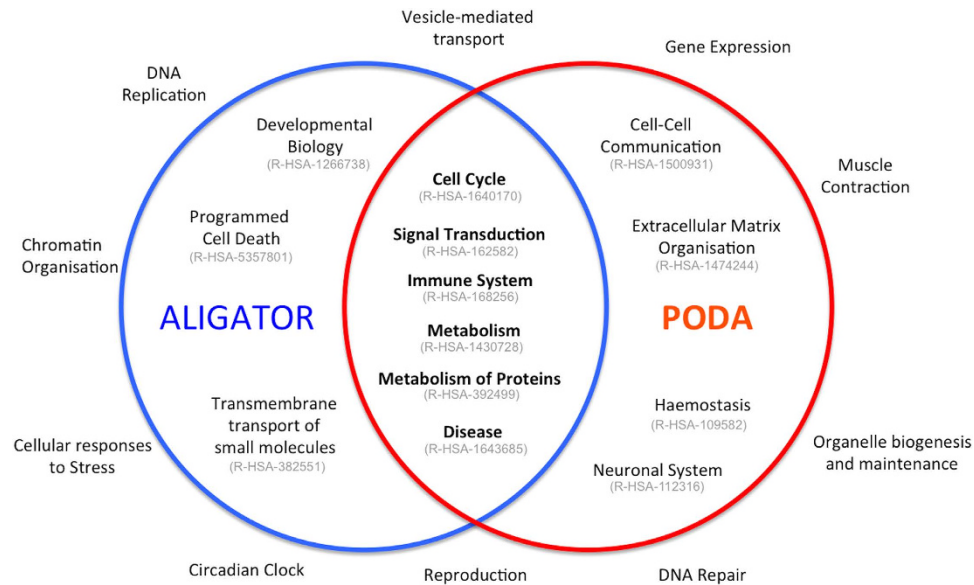 Vesicle-mediated
transport
Gene Expression
DNA
Replication
Developmental
Biology
(R-HSA-1266738)
Cell-Cell
Communication
(R-HSA-1500931)
Cell Cycle
(R-HSA-1640170)
Muscle
Contraction
Programmed
Cell Death
(R-HSA-5357801)
Signal Transduction
(R-HSA-162582)
Extracellular Matrix
Organisation
(R-HSA-1474244)
Chromatin
Organisation
Immune System
(R-HSA-168256)
ALIGATOR
Metabolism
(R-HSA-1430728)
PODA
Metabolism of Proteins
(R-HSA-392499)
Transmembrane
transport of
small molecules
(R-HSA-382551)
Haemostasis
(R-HSA-109582)
Disease
(R-HSA-1643685)
Cellular responses
to Stress
Organelle biogenesis
and maintenance
Neuronal System
(R-HSA-112316)
Circadian Clock
Reproduction
DNA Repair